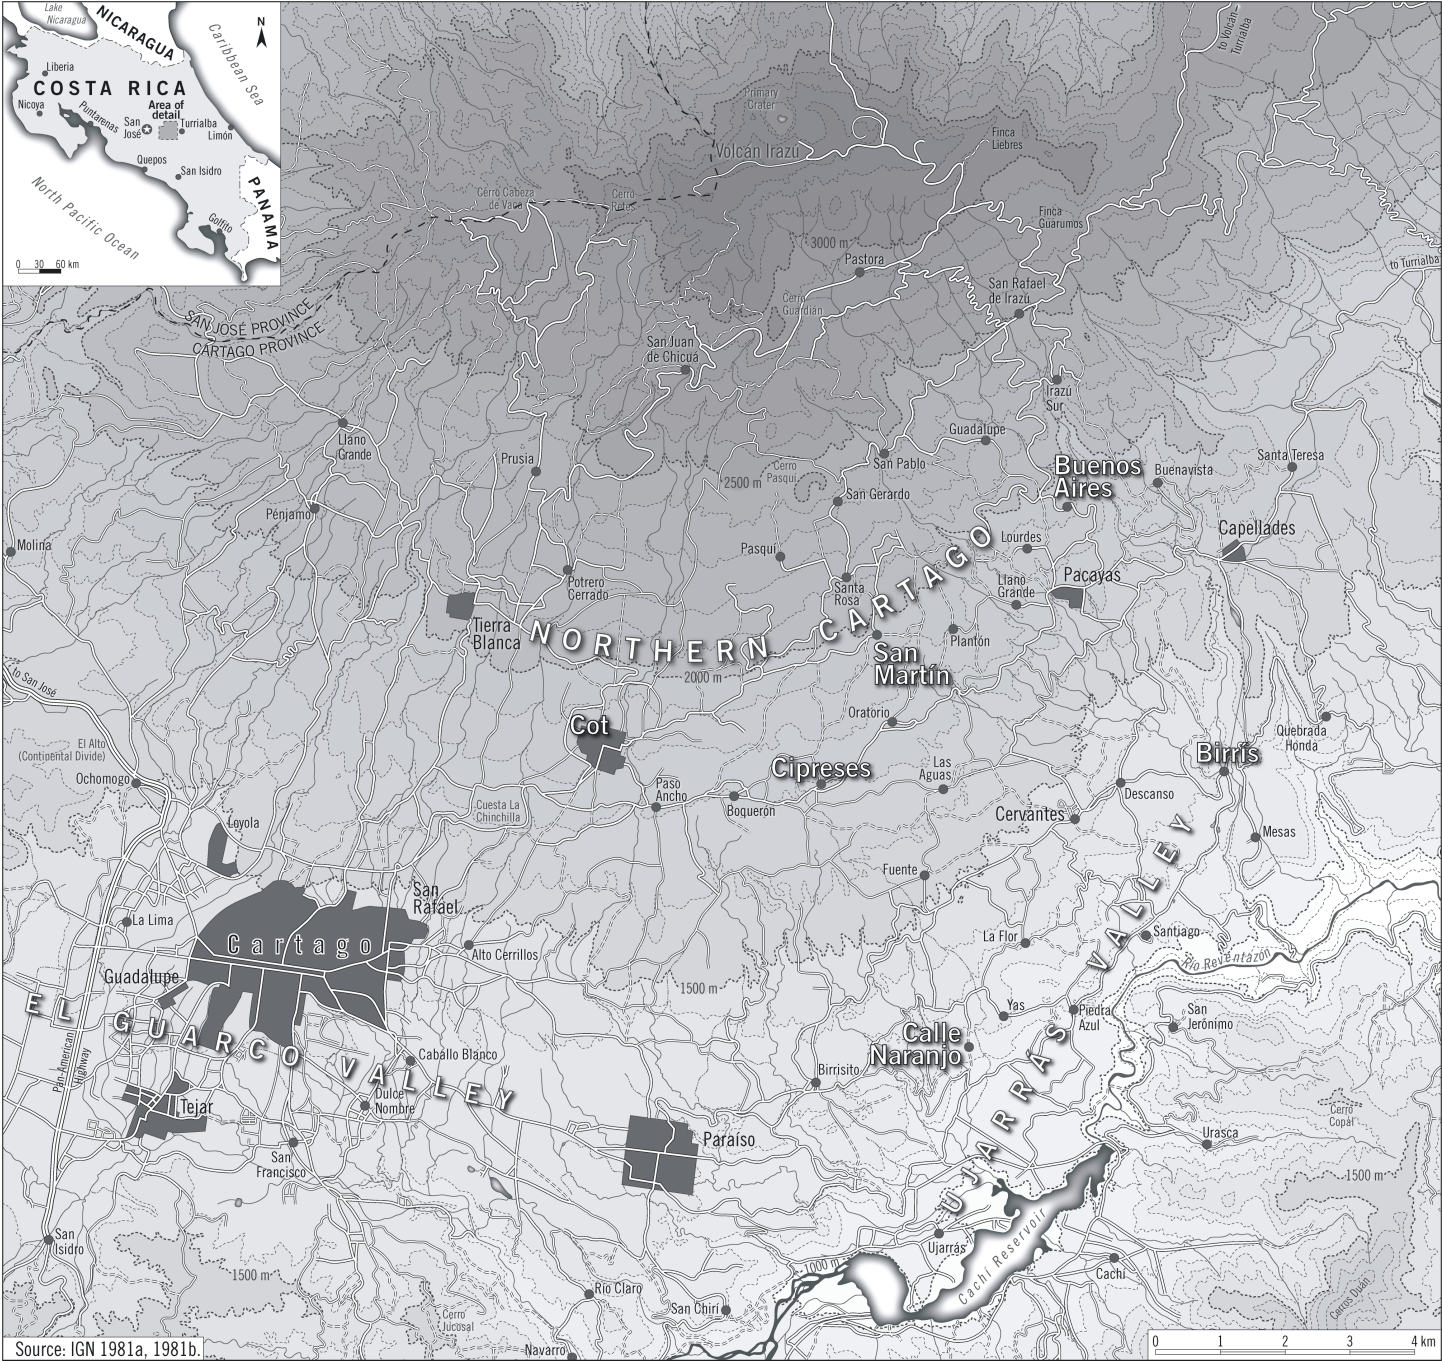 Lake
Nicaragua
NICARAGUA
N
Caribbean Sea
Liberia
COSTA RICA
Nicoya
Puntarenas
Area of
detail
San
José
Turrialba
Limón
Quepos
San Isidro
PANAMA
North Pacific Ocean
Golfito
0 30 60 km
to Volcán
Turrialba
Primary
Crater
Volcán Irazú
Finca
Liebres
Cerro Cabeza
de Vaca
Cerro
Retes
Finca
Guarumos
3000 m
Pastora
to Turrialba
San Rafael
de Irazú
Cerro
Guardián
SAN JOSÉ PROVINCE
CARTAGO PROVINCE
San Juan
de Chicuá
Irazú
Sur
Llano
Grande
Guadalupe
Prusia
San Pablo
Cerro
Pasquí
2500 m
Buenos
Aires
Buenavista
Santa Teresa
San Gerardo
Pénjamo
Capellades
Molina
Pasquí
Lourdes
Potrero
Cerrado
Santa
Rosa
Llano
Grande
Pacayas
Tierra
Blanca
NORTHERN CARTAGO
Plantón
San
Martín
2000 m
to San José
Oratorio
Cot
Quebrada
Honda
El Alto
(Continental Divide)
Ochomogo
Cipreses
Las
Aguas
Birrís
Paso
Ancho
Boquerón
Descanso
Cuesta La
Chinchilla
Cervantes
Loyola
Mesas
Fuente
San
Rafael
La Lima
Cartago
Alto Cerrillos
La Flor
Santiago
Río Reventazón
Guadalupe
1500 m
EL GUARCO VALLEY
UJARRÁS VALLEY
Yas
Piedra
Azul
San
Jerónimo
Calle
Naranjo
Pan-American
Highway
Caballo Blanco
Birrisito
Dulce
Nombre
Tejar
Cerro
Copal
Paraíso
Urasca
San
Francisco
1500 m
San
Isidro
Ujarrás
Cachí Reservoir
1500 m
1000 m
Cachí
Río Claro
San Chirí
Cerro
Jucosal
Cerros Duán
Navarro
Source: IGN 1981a, 1981b.
0 1 2 3 4 km